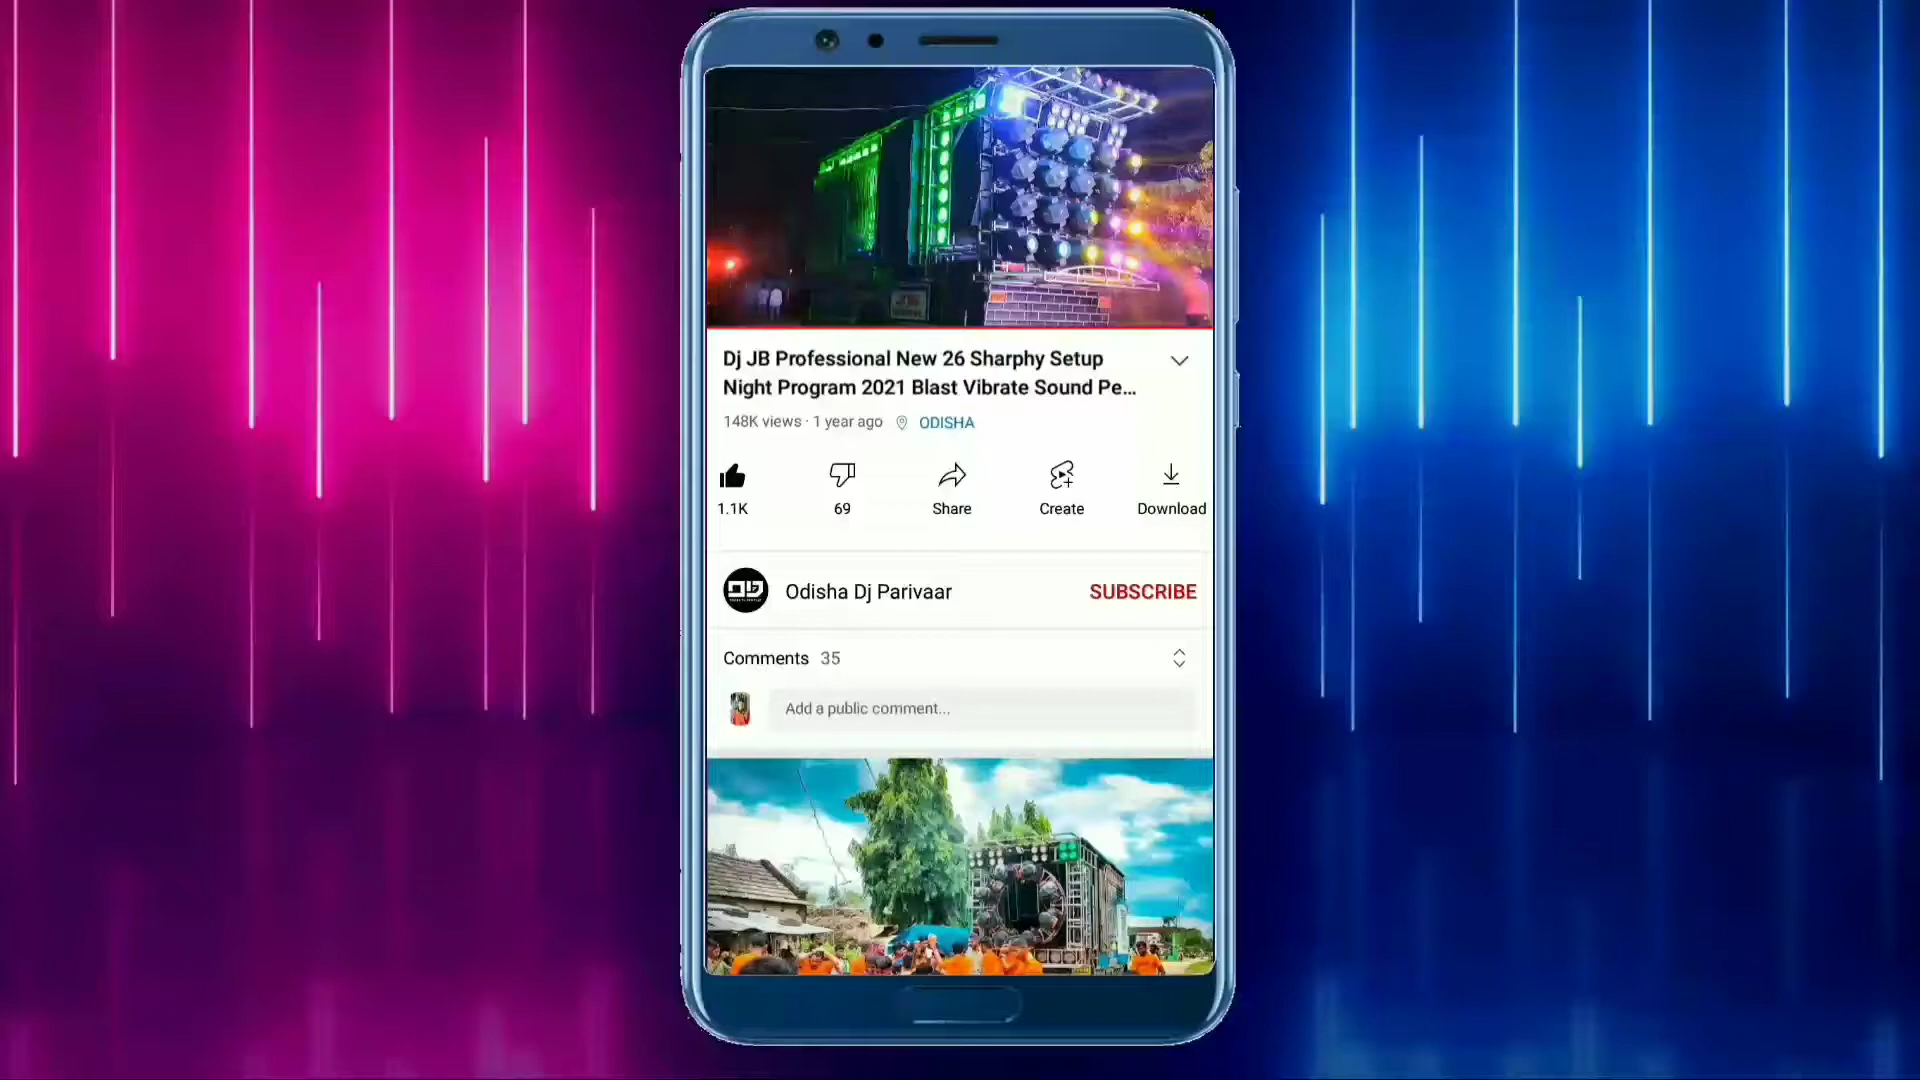 Dj JB Professional New 26 Sharphy Setup
Night Program 2021 Blast Vibrate Sound Pe...
148K views · 1 year ago ODISHA
1.1K 69 Share Create Download
Odisha Dj Parivaar SUBSCRIBE
Comments 35
Add a public comment...